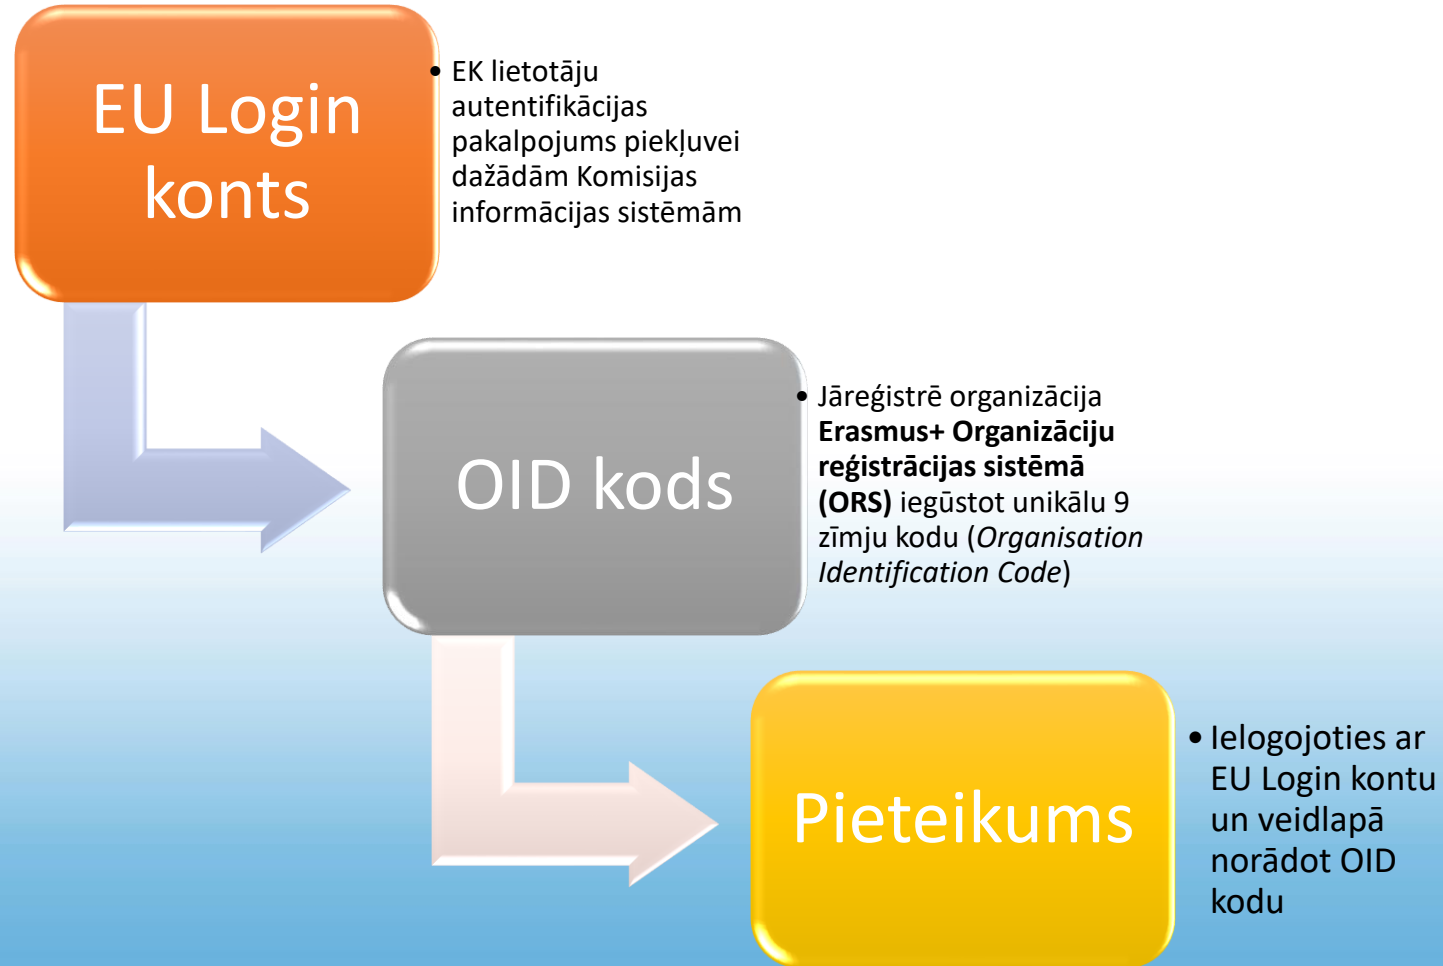 EU Login
konts
• EK lietotāju
autentifikācijas
pakalpojums piekļuvei
dažādām Komisijas
informācijas sistēmām
OID kods
• Jāreģistrē organizācija
Erasmus+ Organizāciju
reģistrācijas sistēmā
(ORS) iegūstot unikālu 9
zīmju kodu (Organisation
Identification Code)
Pieteikums
• Ielogojoties ar
EU Login kontu
un veidlapā
norādot OID
kodu